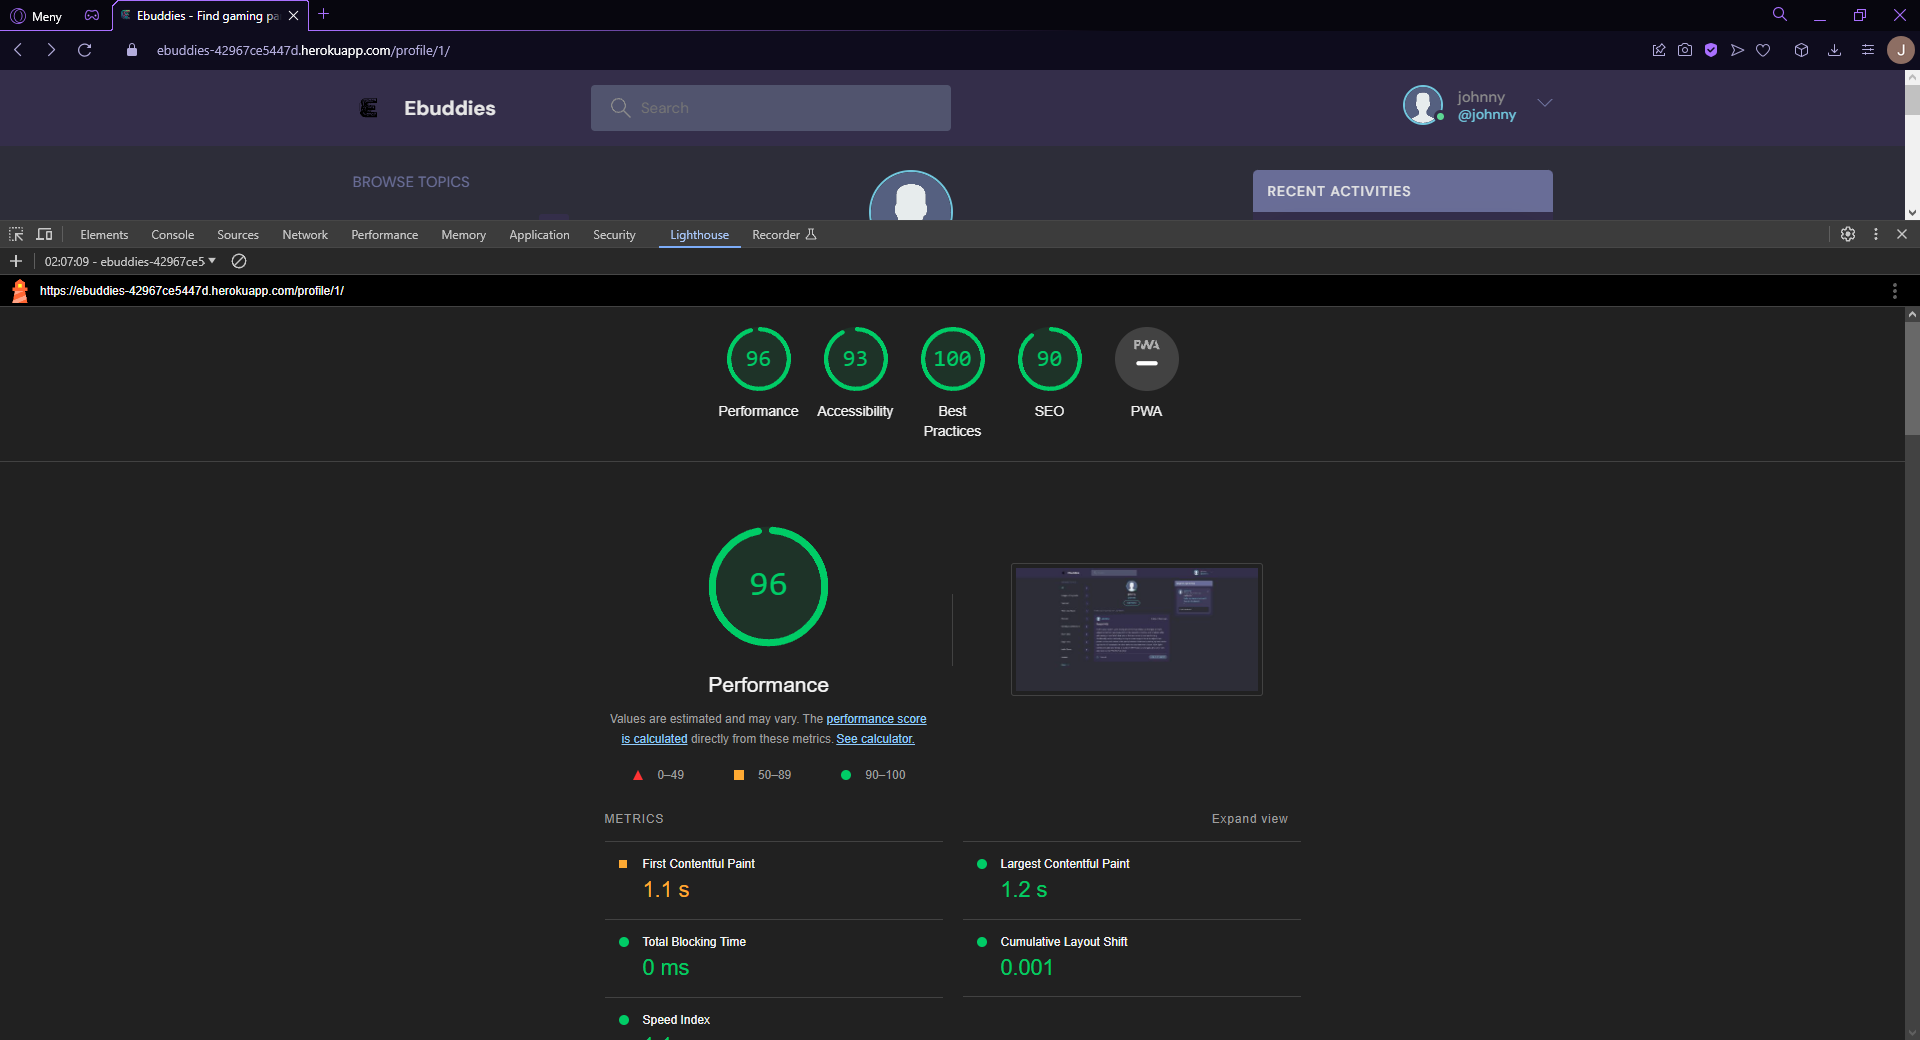 Meny
Ebuddies - Find gaming pa
ebuddies-42967ce5447d.herokuapp.com/profile/1/
J
Ebuddies
Search
johnny
@johnny
BROWSE TOPICS
RECENT ACTIVITIES
Elements Console Sources Network Performance Memory Application Security Lighthouse Recorder
02:07:09 - ebuddies-42967ce5
https://ebuddies-42967ce5447d.herokuapp.com/profile/1/
96 93 100 90 PWA
Performance Accessibility Best Practices SEO PWA
96
Performance
Values are estimated and may vary. The performance score
is calculated directly from these metrics. See calculator.
0–49 50–89 90–100
METRICS Expand view
First Contentful Paint
1.1 s
Largest Contentful Paint
1.2 s
Total Blocking Time
0 ms
Cumulative Layout Shift
0.001
Speed Index